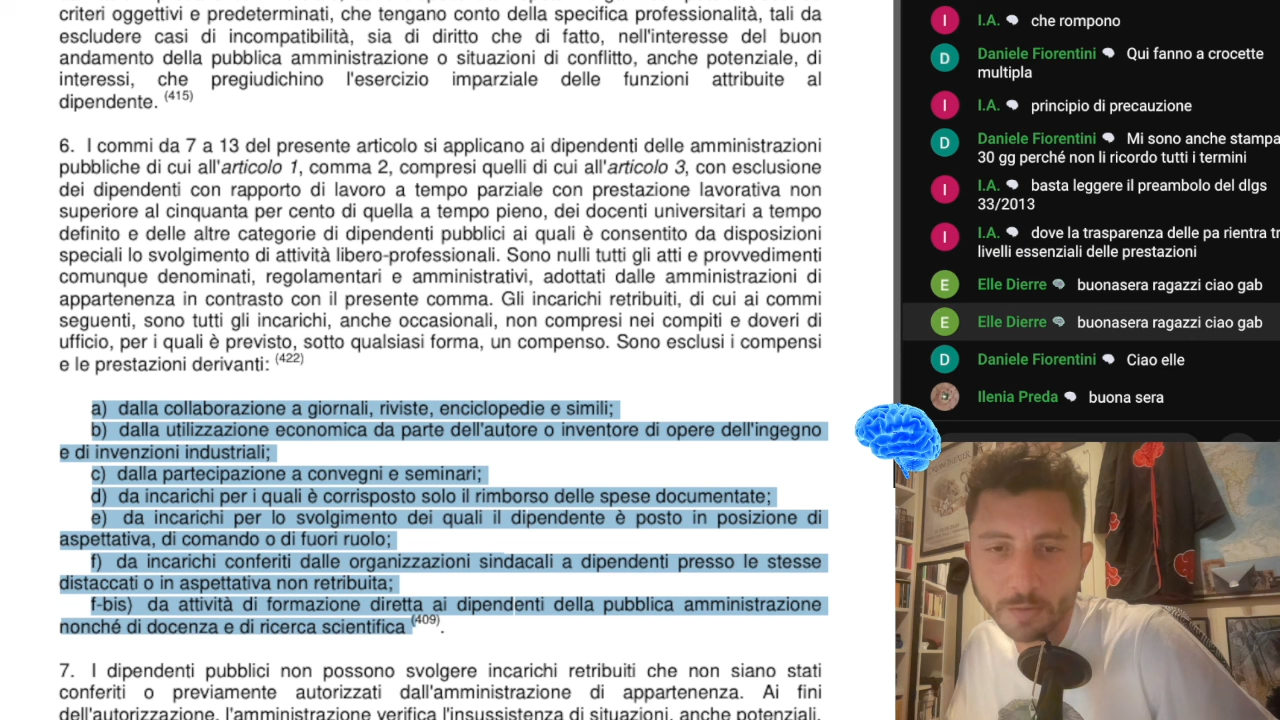 criteri oggettivi e predeterminati, che tengano conto della specifica professionalità, tali da
escludere casi di incompatibilità, sia di diritto che di fatto, nell'interesse del buon
andamento della pubblica amministrazione o situazioni di conflitto, anche potenziale, di
interessi, che pregiudichino l'esercizio imparziale delle funzioni attribuite al
dipendente. (415)
6. I commi da 7 a 13 del presente articolo si applicano ai dipendenti delle amministrazioni
pubbliche di cui all'articolo 1, comma 2, compresi quelli di cui all'articolo 3, con esclusione
dei dipendenti con rapporto di lavoro a tempo parziale con prestazione lavorativa non
superiore al cinquanta per cento di quella a tempo pieno, dei docenti universitari a tempo
definito e delle altre categorie di dipendenti pubblici ai quali è consentito da disposizioni
speciali lo svolgimento di attività libero-professionali. Sono nulli tutti gli atti e provvedimenti
comunque denominati, regolamentari e amministrativi, adottati dalle amministrazioni di
appartenenza in contrasto con il presente comma. Gli incarichi retribuiti, di cui ai commi
seguenti, sono tutti gli incarichi, anche occasionali, non compresi nei compiti e doveri di
ufficio, per i quali è previsto, sotto qualsiasi forma, un compenso. Sono esclusi i compensi
e le prestazioni derivanti: (422)
a) dalla collaborazione a giornali, riviste, enciclopedie e simili;
b) dalla utilizzazione economica da parte dell'autore o inventore di opere dell'ingegno
e di invenzioni industriali;
c) dalla partecipazione a convegni e seminari;
d) da incarichi per i quali è corrisposto solo il rimborso delle spese documentate;
e) da incarichi per lo svolgimento dei quali il dipendente è posto in posizione di
aspettativa, di comando o di fuori ruolo;
f) da incarichi conferiti dalle organizzazioni sindacali a dipendenti presso le stesse
distaccati o in aspettativa non retribuita;
f-bis) da attività di formazione diretta ai dipendenti della pubblica amministrazione
nonché di docenza e di ricerca scientifica (409).
7. I dipendenti pubblici non possono svolgere incarichi retribuiti che non siano stati
conferiti o previamente autorizzati dall'amministrazione di appartenenza. Ai fini
dell'autorizzazione, l'amministrazione verifica l'insussistenza di situazioni, anche potenziali,
I I.A. che rompono
D Daniele Fiorentini Qui fanno a crocette
multipla
I I.A. principio di precauzione
D Daniele Fiorentini Mi sono anche stampa
30 gg perché non li ricordo tutti i termini
I I.A. basta leggere il preambolo del dlgs
33/2013
I I.A. dove la trasparenza delle pa rientra tr
livelli essenziali delle prestazioni
E Elle Dierre buonasera ragazzi ciao gab
E Elle Dierre buonasera ragazzi ciao gab
D Daniele Fiorentini Ciao elle
Ilenia Preda buona sera